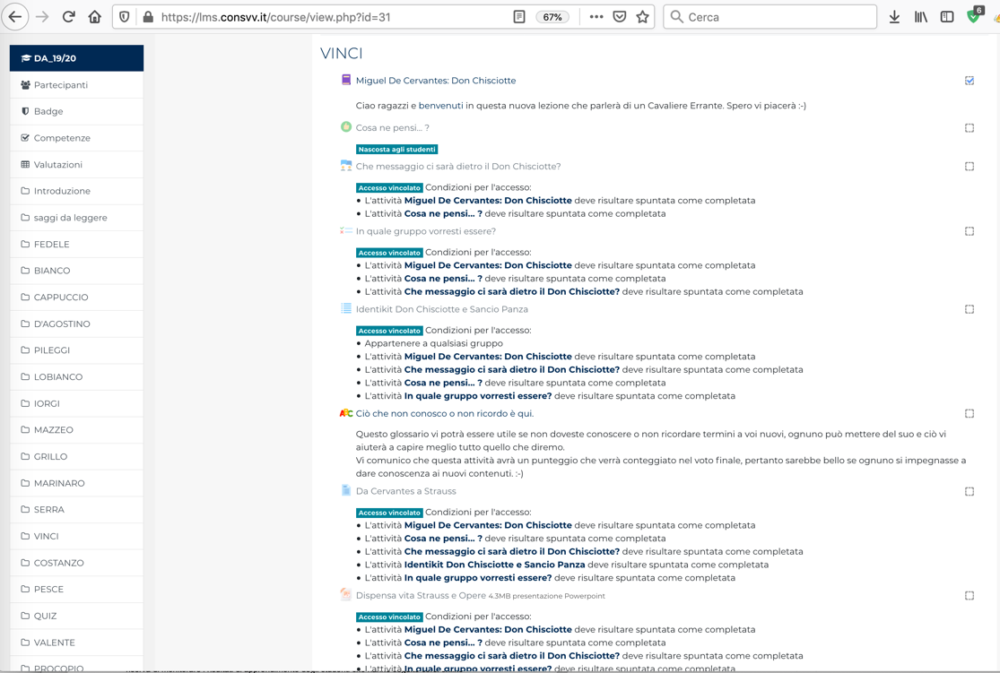 https://lms.consvv.it/course/view.php?id=31
67%
Cerca
6
DA_19/20
Partecipanti
Badge
Competenze
Valutazioni
Introduzione
saggi da leggere
FEDELE
BIANCO
CAPPUCCIO
D'AGOSTINO
PILEGGI
LOBIANCO
IORGI
MAZZEO
GRILLO
MARINARO
SERRA
VINCI
COSTANZO
PESCE
QUIZ
VALENTE
PROCOPIO
VINCI
Miguel De Cervantes: Don Chisciotte
Ciao ragazzi e benvenuti in questa nuova lezione che parlerà di un Cavaliere Errante. Spero vi piacerà :-)
Cosa ne pensi... ?
Nascosta agli studenti
Che messaggio ci sarà dietro il Don Chisciotte?
Accesso vincolato Condizioni per l'accesso:
• L'attività Miguel De Cervantes: Don Chisciotte deve risultare spuntata come completata
• L'attività Cosa ne pensi... ? deve risultare spuntata come completata
In quale gruppo vorresti essere?
Accesso vincolato Condizioni per l'accesso:
• L'attività Miguel De Cervantes: Don Chisciotte deve risultare spuntata come completata
• L'attività Cosa ne pensi... ? deve risultare spuntata come completata
• L'attività Che messaggio ci sarà dietro il Don Chisciotte? deve risultare spuntata come completata
Identikit Don Chisciotte e Sancio Panza
Accesso vincolato Condizioni per l'accesso:
• Appartenere a qualsiasi gruppo
• L'attività Miguel De Cervantes: Don Chisciotte deve risultare spuntata come completata
• L'attività Che messaggio ci sarà dietro il Don Chisciotte? deve risultare spuntata come completata
• L'attività Cosa ne pensi... ? deve risultare spuntata come completata
• L'attività In quale gruppo vorresti essere? deve risultare spuntata come completata
ABC Ciò che non conosco o non ricordo è qui.
Questo glossario vi potrà essere utile se non doveste conoscere o non ricordare termini a voi nuovi, ognuno può mettere del suo e ciò vi
aiuterà a capire meglio tutto quello che diremo.
Vi comunico che questa attività avrà un punteggio che verrà conteggiato nel voto finale, pertanto sarebbe bello se ognuno si impegnasse a
dare conoscenza ai nuovi contenuti. :-)
Da Cervantes a Strauss
Accesso vincolato Condizioni per l'accesso:
• L'attività Miguel De Cervantes: Don Chisciotte deve risultare spuntata come completata
• L'attività Cosa ne pensi... ? deve risultare spuntata come completata
• L'attività Che messaggio ci sarà dietro il Don Chisciotte? deve risultare spuntata come completata
• L'attività Identikit Don Chisciotte e Sancio Panza deve risultare spuntata come completata
• L'attività In quale gruppo vorresti essere? deve risultare spuntata come completata
Dispensa vita Strauss e Opere 4.3MB presentazione Powerpoint
Accesso vincolato Condizioni per l'accesso:
• L'attività Miguel De Cervantes: Don Chisciotte deve risultare spuntata come completata
• L'attività Cosa ne pensi... ? deve risultare spuntata come completata
• L'attività Che messaggio ci sarà dietro il Don Chisciotte? deve risultare spuntata come completata
• L'attività In quale gruppo vorresti essere? deve risultare spuntata come completata